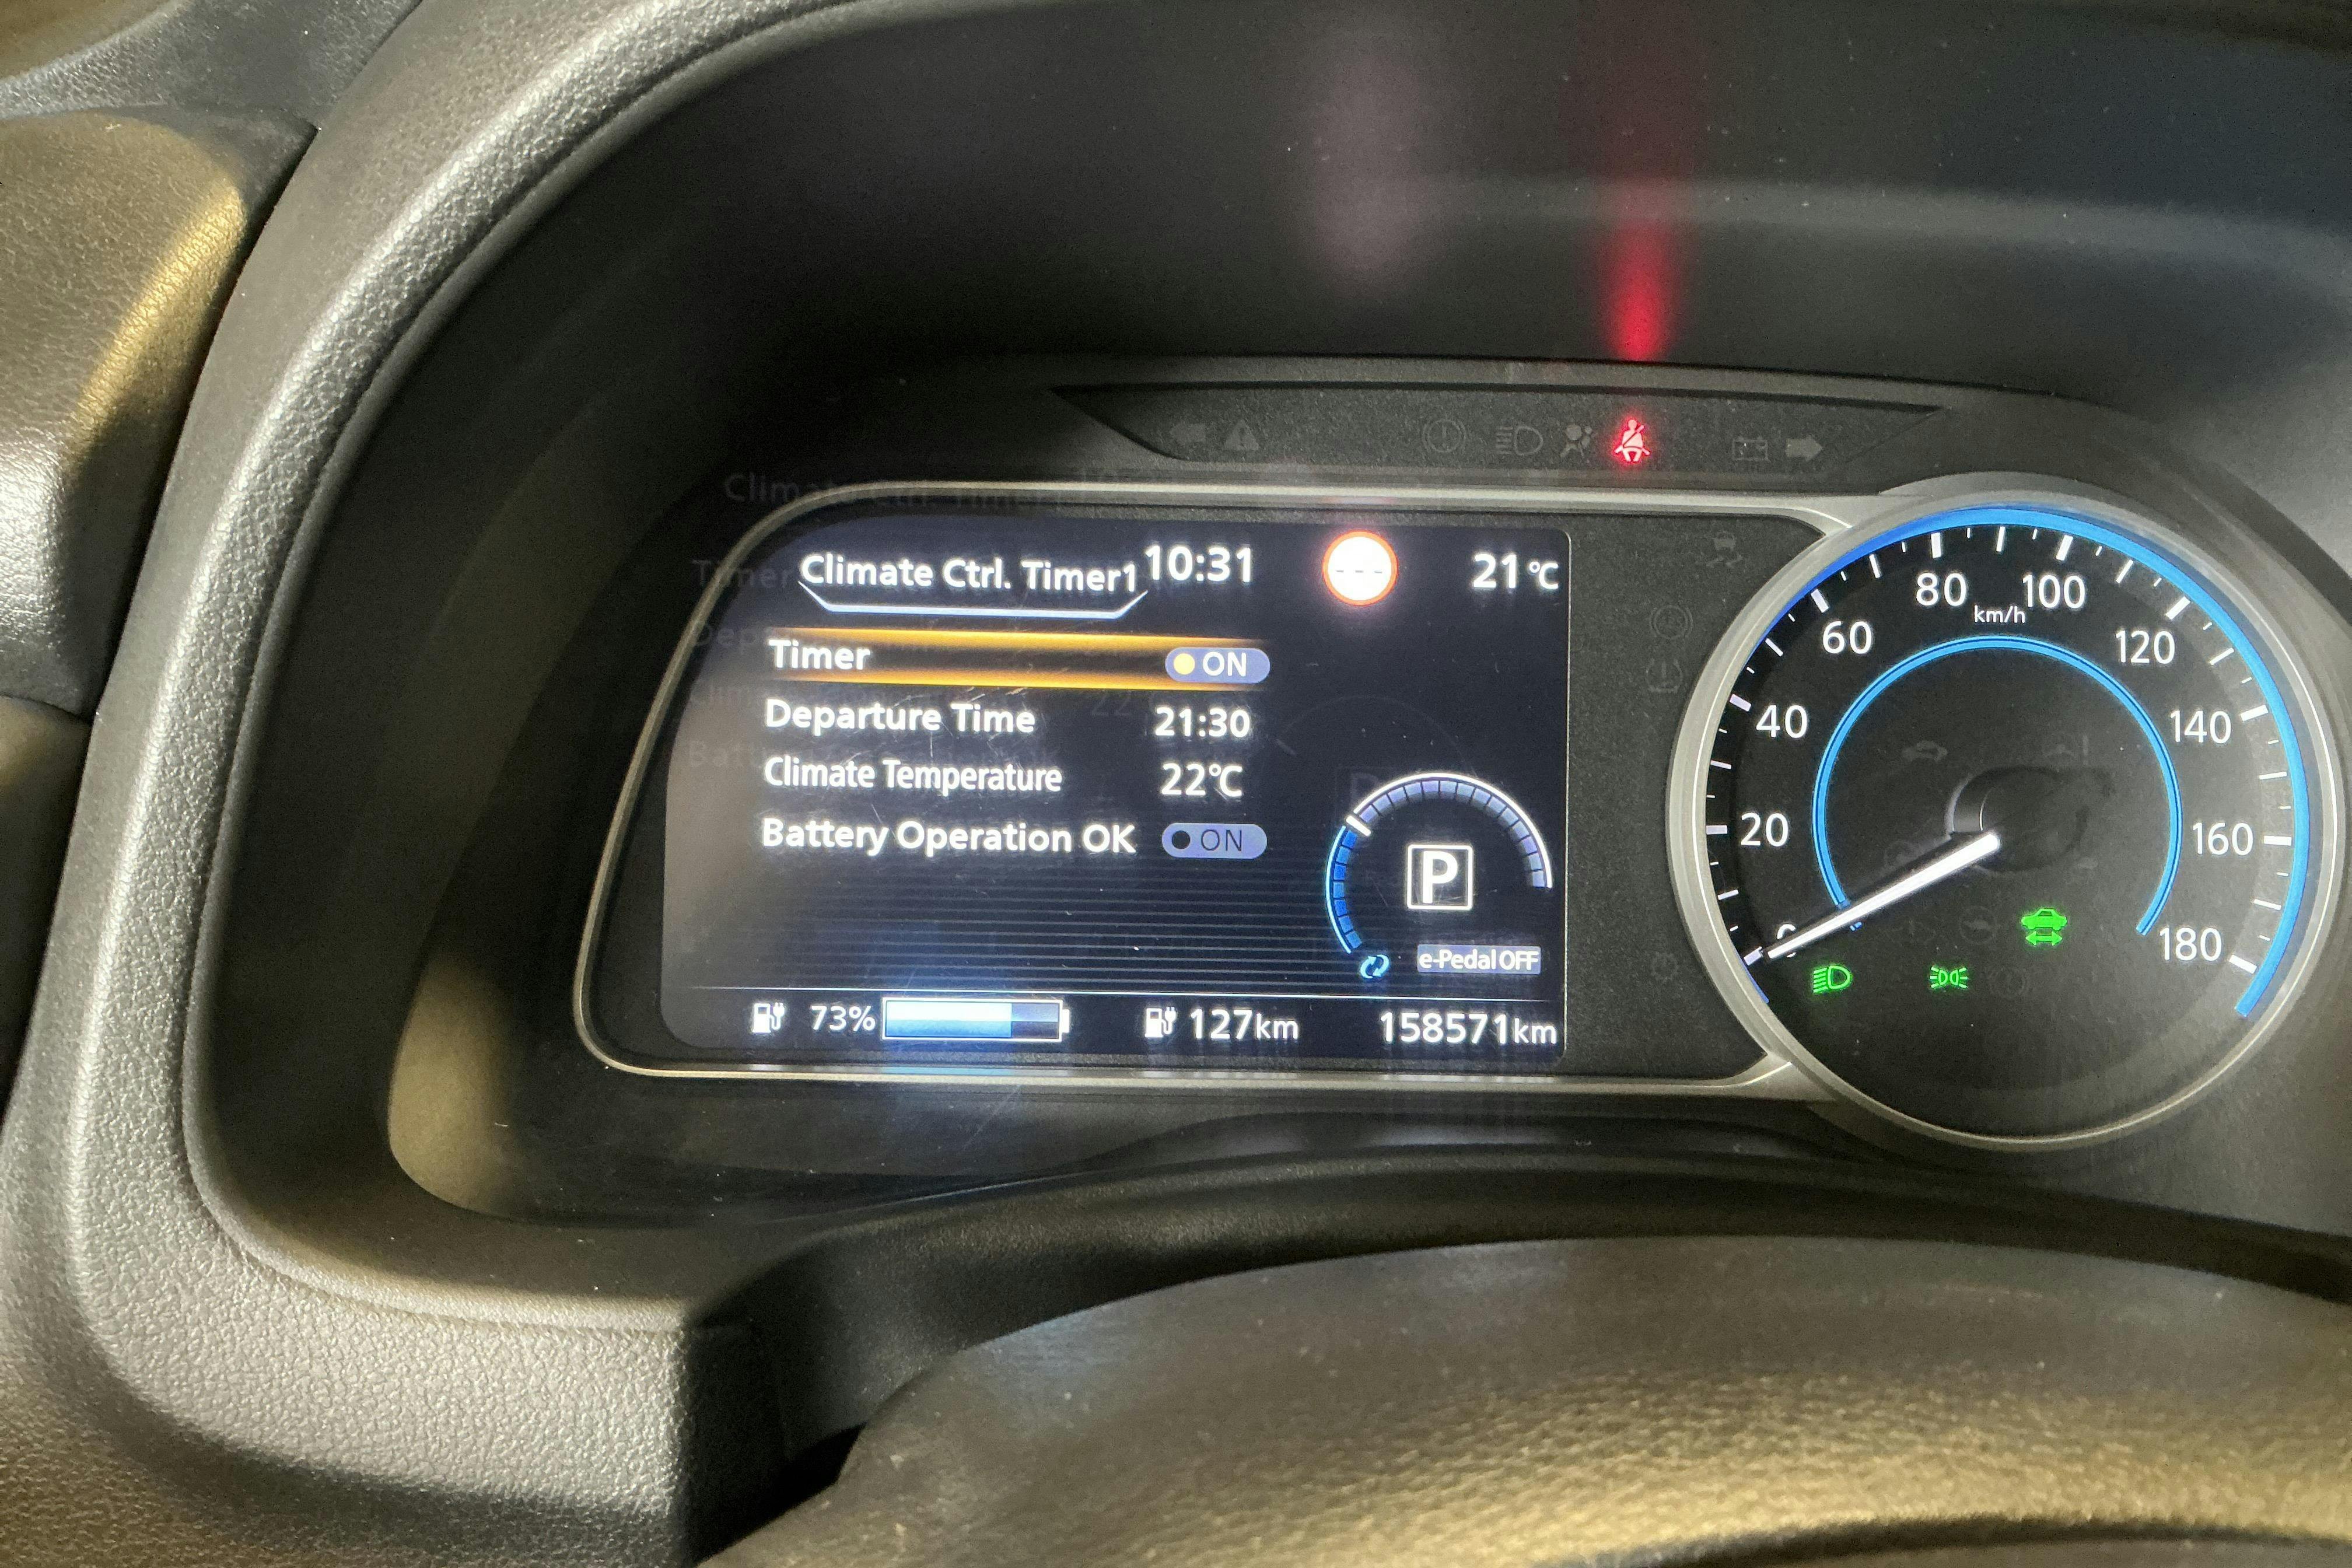 Climate Ctrl. Timer1 10:31 --- 21℃
Timer ON
Departure Time 21:30
Climate Temperature 22℃
Battery Operation OK ON
P
e-Pedal OFF
73% 127km 158571km
0 20 40 60 80 100 120 140 160 180
km/h